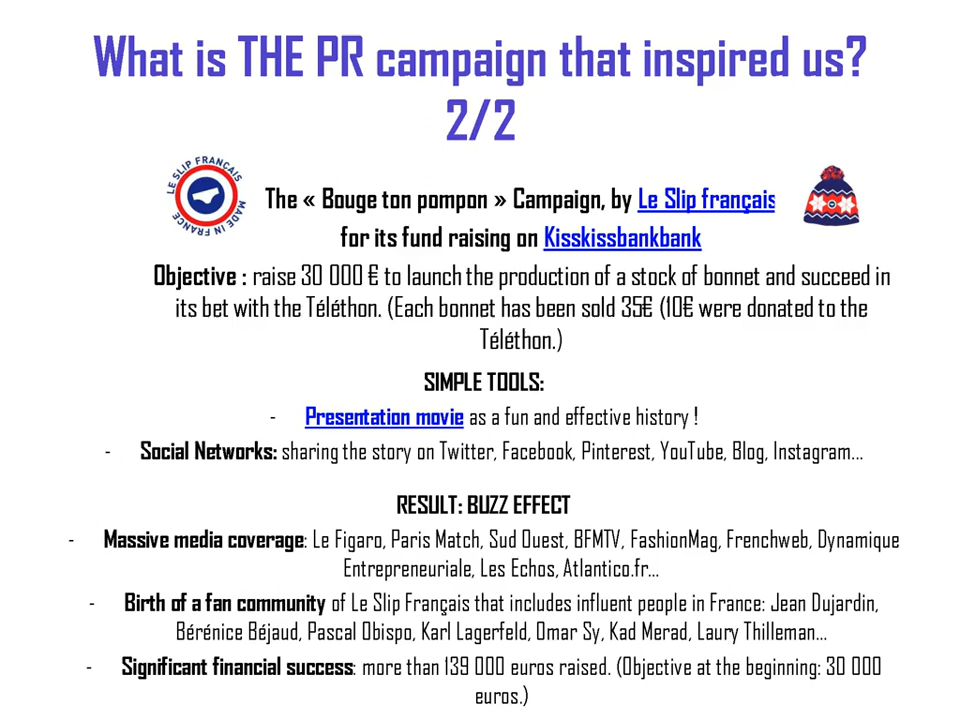 What is THE PR campaign that inspired us?
2/2
LE SLIP FRANÇAIS
MADE IN FRANCE
The « Bouge ton pompon » Campaign, by Le Slip français
for its fund raising on Kisskissbankbank
Objective : raise 30 000 € to launch the production of a stock of bonnet and succeed in
its bet with the Téléthon. (Each bonnet has been sold 35€ (10€ were donated to the
Téléthon.)
SIMPLE TOOLS:
- Presentation movie as a fun and effective history !
- Social Networks: sharing the story on Twitter, Facebook, Pinterest, YouTube, Blog, Instagram...
RESULT: BUZZ EFFECT
- Massive media coverage: Le Figaro, Paris Match, Sud Ouest, BFMTV, FashionMag, Frenchweb, Dynamique
Entrepreneuriale, Les Echos, Atlantico.fr...
- Birth of a fan community of Le Slip Français that includes influent people in France: Jean Dujardin,
Bérénice Béjaud, Pascal Obispo, Karl Lagerfeld, Omar Sy, Kad Merad, Laury Thilleman...
- Significant financial success: more than 139 000 euros raised. (Objective at the beginning: 30 000
euros.)